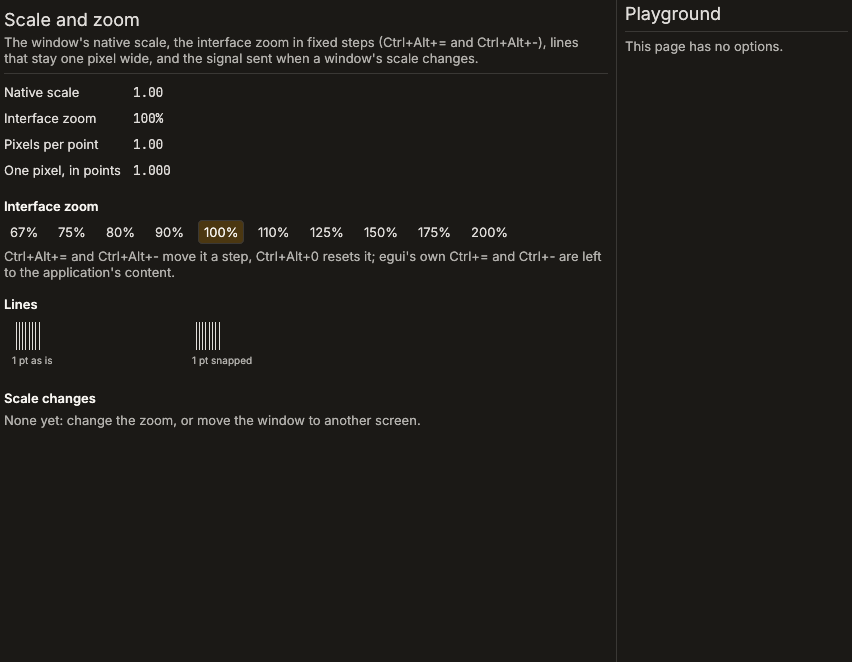 Scale and zoom
The window's native scale, the interface zoom in fixed steps (Ctrl+Alt+= and Ctrl+Alt+-), lines
that stay one pixel wide, and the signal sent when a window's scale changes.
Native scale 1.00
Interface zoom 100%
Pixels per point 1.00
One pixel, in points 1.000
Interface zoom
67% 75% 80% 90% 100% 110% 125% 150% 175% 200%
Ctrl+Alt+= and Ctrl+Alt+- move it a step, Ctrl+Alt+0 resets it; egui's own Ctrl+= and Ctrl+- are left
to the application's content.
Lines
1 pt as is 1 pt snapped
Scale changes
None yet: change the zoom, or move the window to another screen.
Playground
This page has no options.